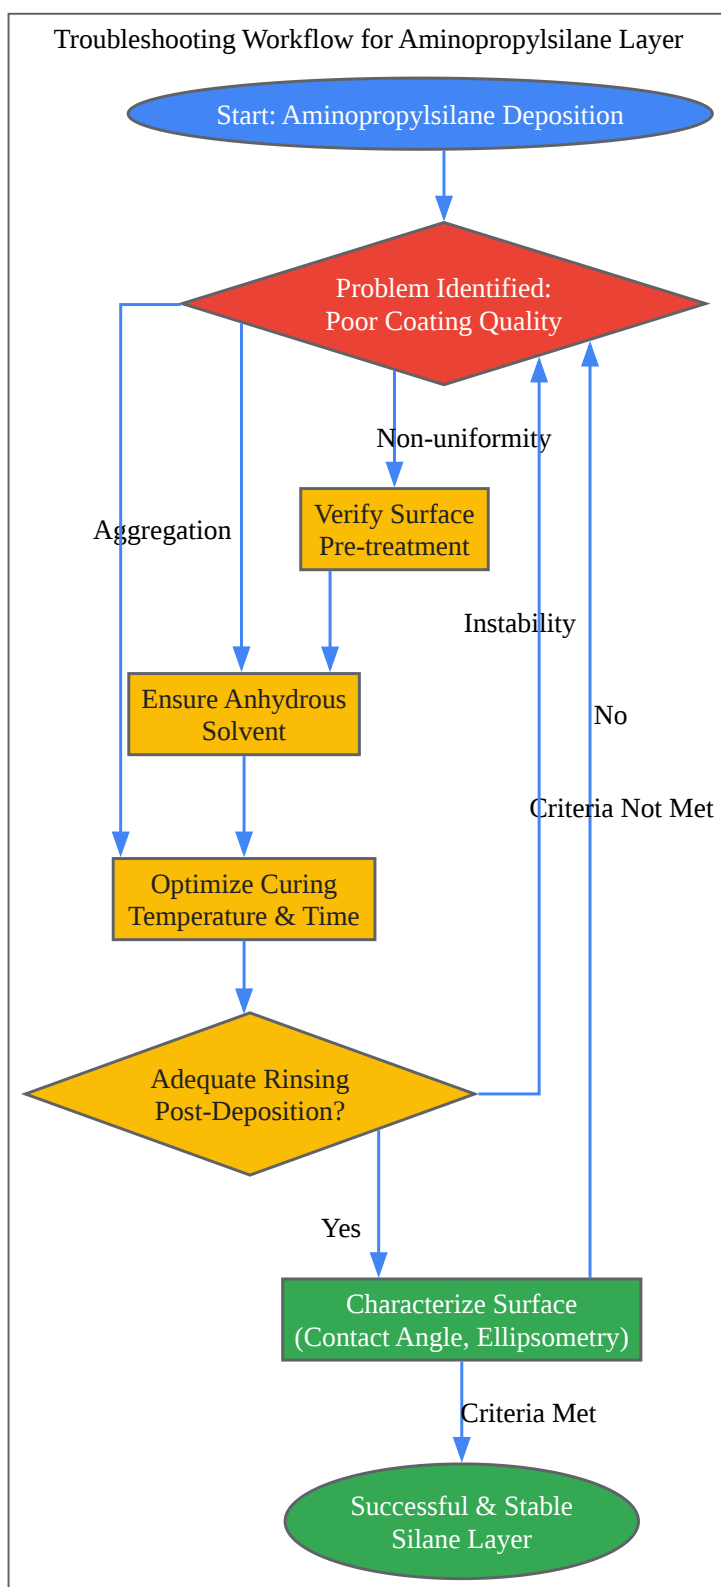 Troubleshooting Workflow for Aminopropylsilane Layer
Start: Aminopropylsilane Deposition
Problem Identified:
Poor Coating Quality
Non-uniformity
Verify Surface
Pre-treatment
Aggregation
Instability
Ensure Anhydrous
Solvent
No
Criteria Not Met
Optimize Curing
Temperature & Time
Adequate Rinsing
Post-Deposition?
Yes
Characterize Surface
(Contact Angle, Ellipsometry)
Criteria Met
Successful & Stable
Silane Layer